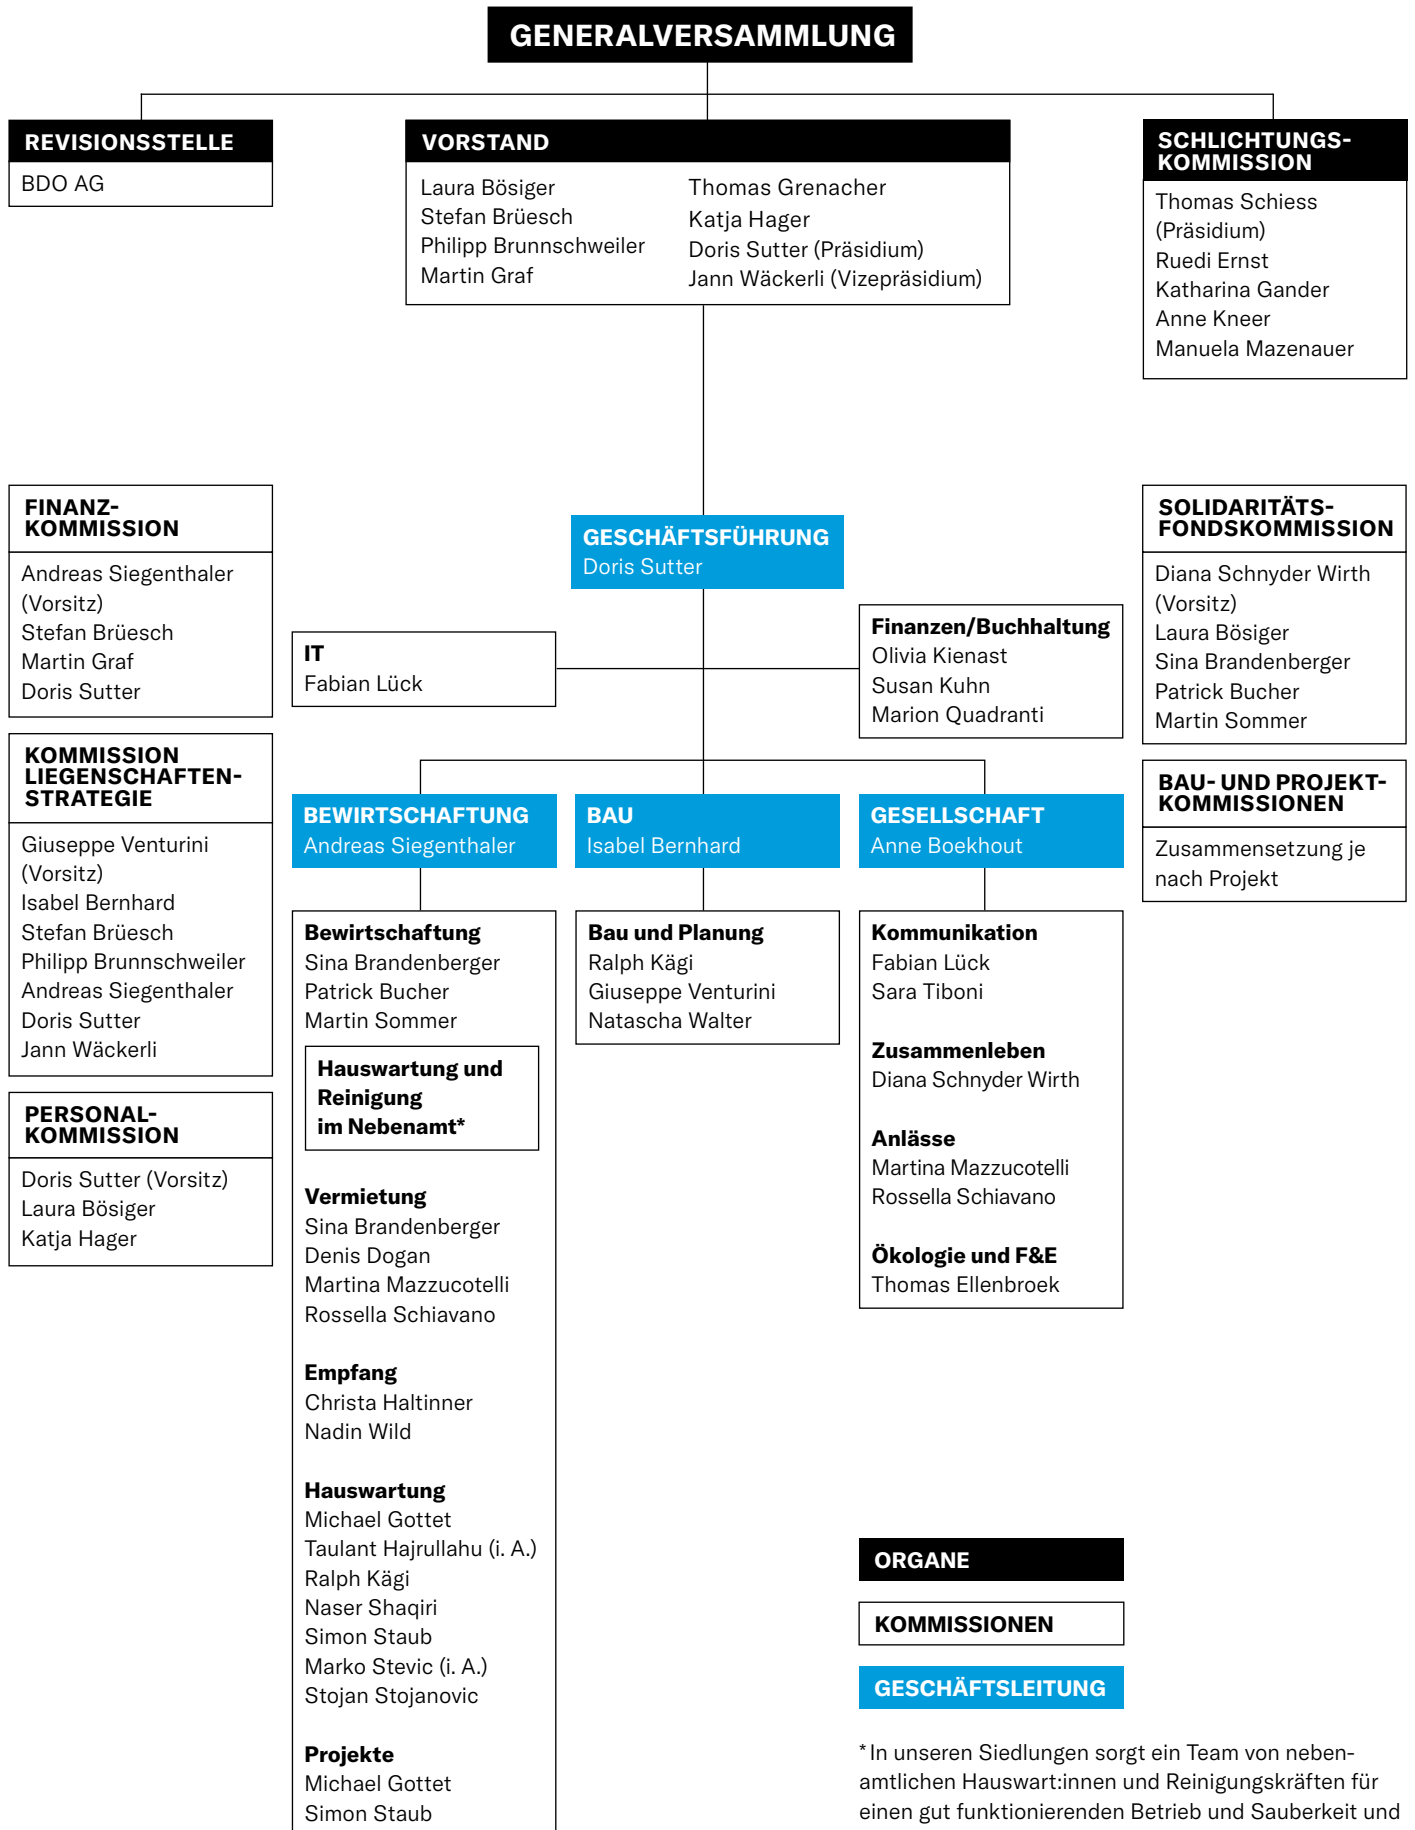 GENERALVERSAMMLUNG
REVISIONSSTELLE
BDO AG
VORSTAND
Laura Bösiger
Stefan Brüesch
Philipp Brunnschweiler
Martin Graf
Thomas Grenacher
Katja Hager
Doris Sutter (Präsidium)
Jann Wäckerli (Vizepräsidium)
SCHLICHTUNGS-
KOMMISSION
Thomas Schiess
(Präsidium)
Ruedi Ernst
Katharina Gander
Anne Kneer
Manuela Mazenauer
FINANZ-
KOMMISSION
Andreas Siegenthaler
(Vorsitz)
Stefan Brüesch
Martin Graf
Doris Sutter
KOMMISSION
LIEGENSCHAFTEN-
STRATEGIE
Giuseppe Venturini
(Vorsitz)
Isabel Bernhard
Stefan Brüesch
Philipp Brunnschweiler
Andreas Siegenthaler
Doris Sutter
Jann Wäckerli
PERSONAL-
KOMMISSION
Doris Sutter (Vorsitz)
Laura Bösiger
Katja Hager
GESCHÄFTSFÜHRUNG
Doris Sutter
IT
Fabian Lück
Finanzen/Buchhaltung
Olivia Kienast
Susan Kuhn
Marion Quadranti
SOLIDARITÄTS-
FONDSKOMMISSION
Diana Schnyder Wirth
(Vorsitz)
Laura Bösiger
Sina Brandenberger
Patrick Bucher
Martin Sommer
BAU- UND PROJEKT-
KOMMISSIONEN
Zusammensetzung je
nach Projekt
BEWIRTSCHAFTUNG
Andreas Siegenthaler
Bewirtschaftung
Sina Brandenberger
Patrick Bucher
Martin Sommer
Hauswartung und
Reinigung
im Nebenamt*
Vermietung
Sina Brandenberger
Denis Dogan
Martina Mazzucotelli
Rossella Schiavano
Empfang
Christa Haltinner
Nadin Wild
Hauswartung
Michael Gottet
Taulant Hajrullahu (i. A.)
Ralph Kägi
Naser Shaqiri
Simon Staub
Marko Stevic (i. A.)
Stojan Stojanovic
Projekte
Michael Gottet
Simon Staub
BAU
Isabel Bernhard
Bau und Planung
Ralph Kägi
Giuseppe Venturini
Natascha Walter
GESELLSCHAFT
Anne Boekhout
Kommunikation
Fabian Lück
Sara Tiboni
Zusammenleben
Diana Schnyder Wirth
Anlässe
Martina Mazzucotelli
Rossella Schiavano
Ökologie und F&E
Thomas Ellenbroek
ORGANE
KOMMISSIONEN
GESCHÄFTSLEITUNG
* In unseren Siedlungen sorgt ein Team von neben-
amtlichen Hauswart:innen und Reinigungskräften für
einen gut funktionierenden Betrieb und Sauberkeit und